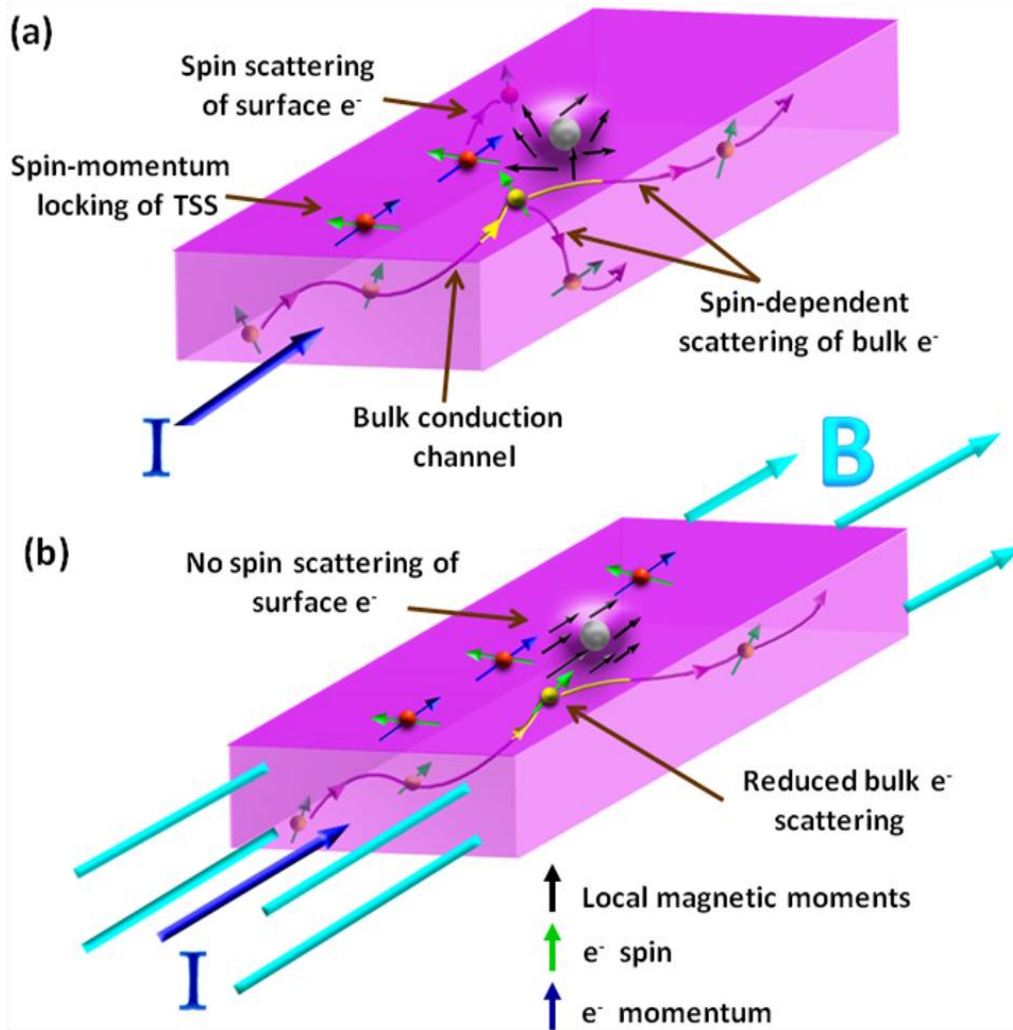 (a)
Spin scattering
of surface e⁻
Spin-momentum
locking of TSS
Spin-dependent
scattering of bulk e⁻
Bulk conduction
channel
I
B
(b)
No spin scattering of
surface e⁻
Reduced bulk e⁻
scattering
I
Local magnetic moments
e⁻ spin
e⁻ momentum